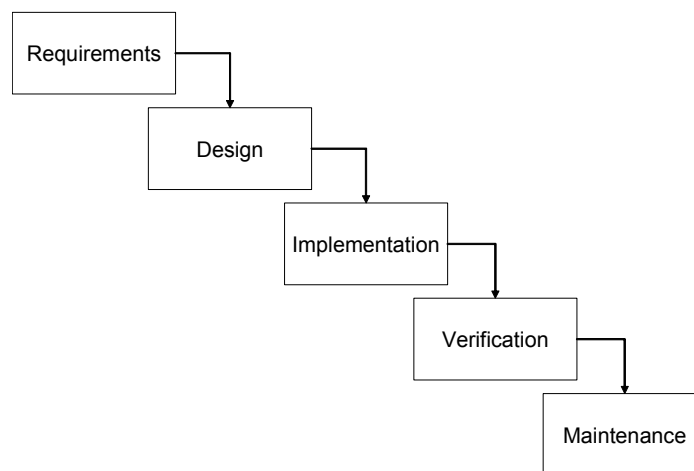 Requirements
Design
Implementation
Verification
Maintenance